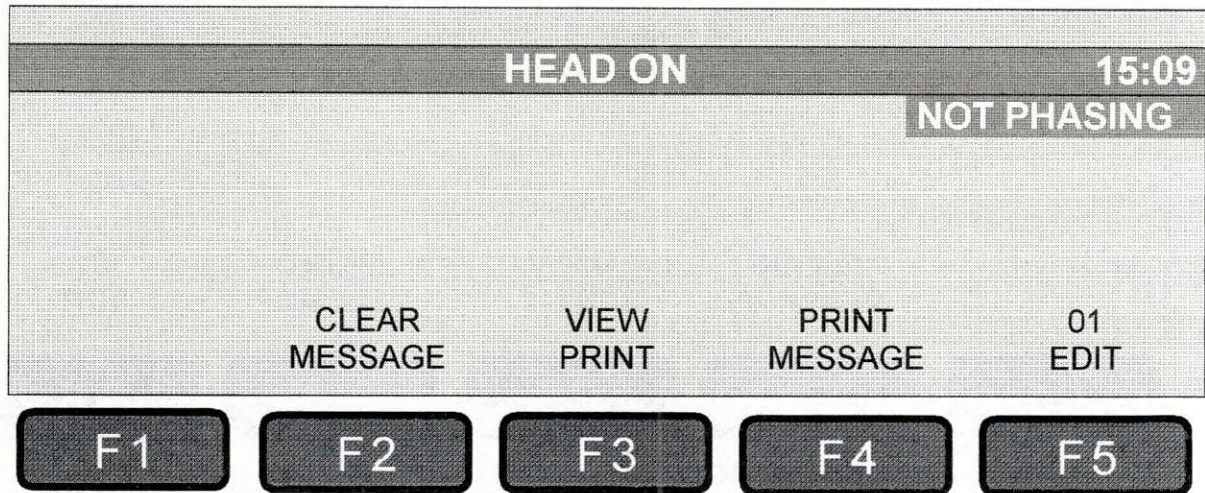 HEAD ON 15:09
NOT PHASING
CLEAR VIEW PRINT 01
MESSAGE PRINT MESSAGE EDIT
F1 F2 F3 F4 F5